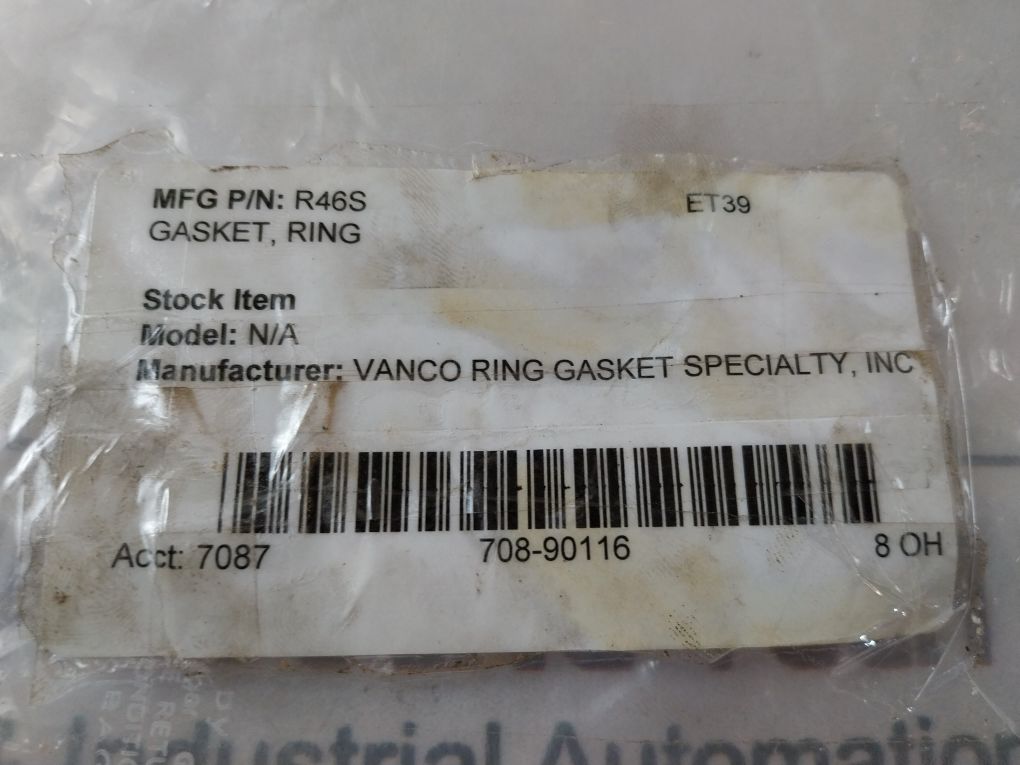 MFG P/N: R46S ET39
GASKET, RING
Stock Item
Model: N/A
Manufacturer: VANCO RING GASKET SPECIALTY, INC
Acct: 7087 708-90116 8 OH
Industrial Automation